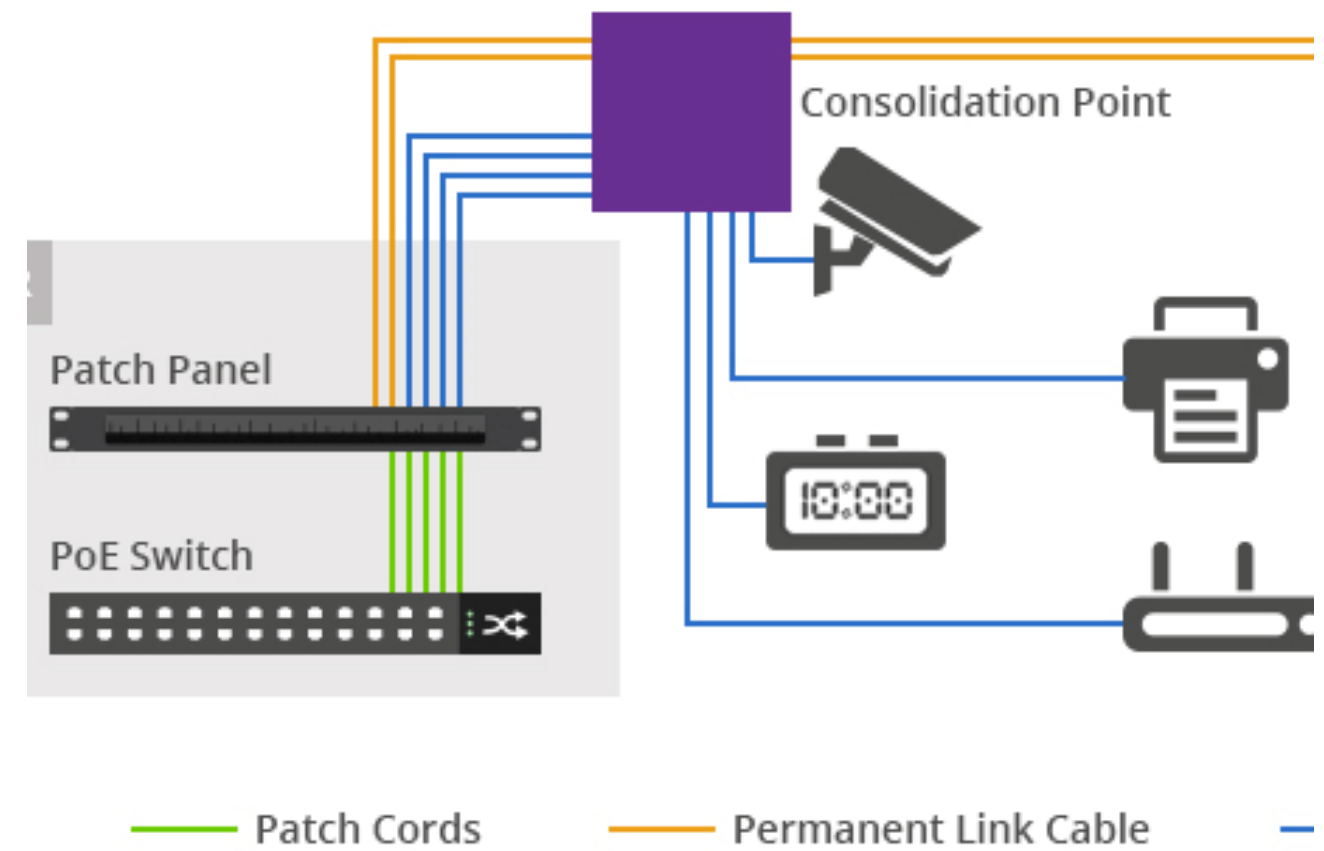 Consolidation Point
Patch Panel
10:00
PoE Switch
Patch Cords
Permanent Link Cable